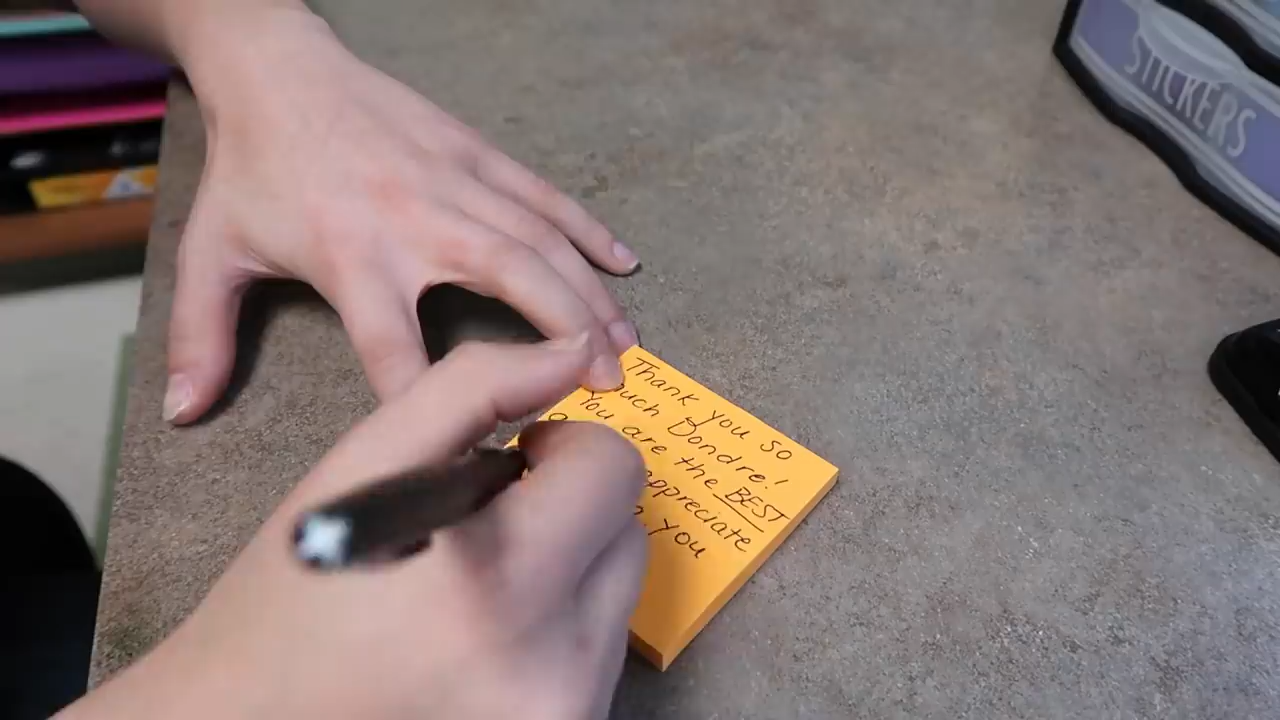 Thank you so
much Dondre!
You are the BEST
appreciate
You
STICKERS